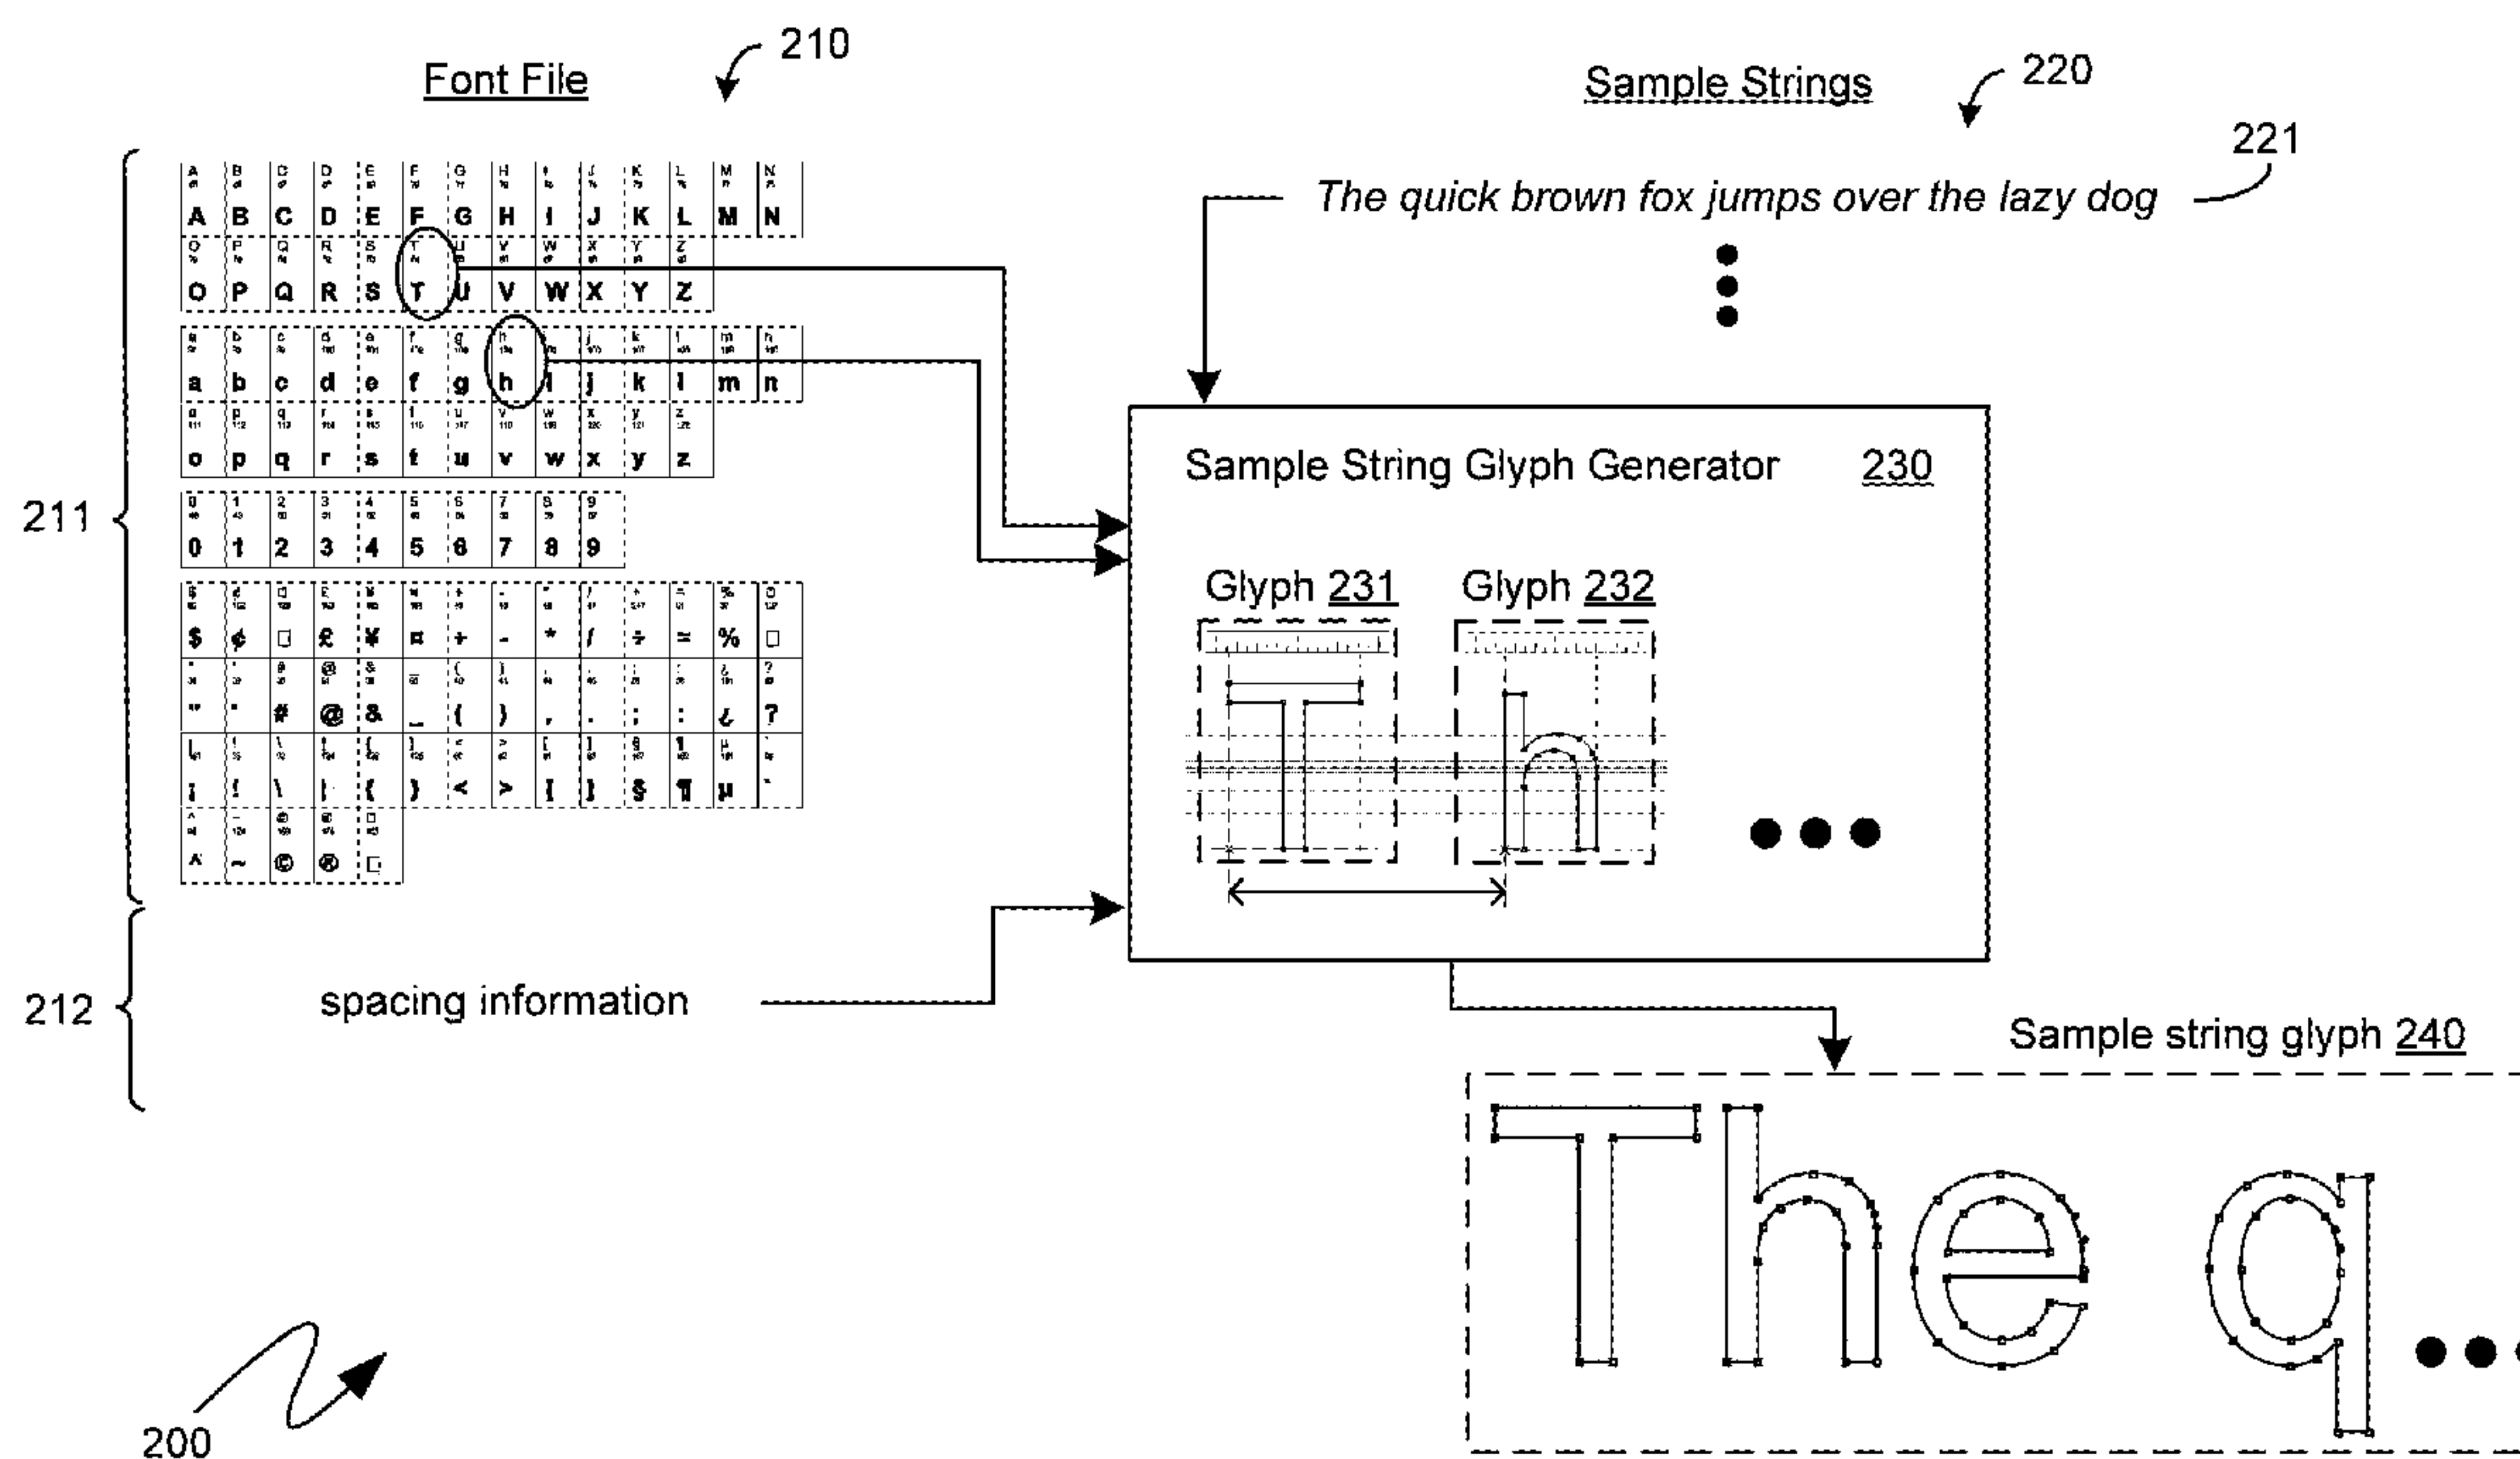 210
Font File
Sample Strings
220
221
The quick brown fox jumps over the lazy dog
A B C D E F G H I J K L M N
O P Q R S T U V W X Y Z
a b c d e f g h i j k l m n
o p q r s t u v w x y z
211
0 1 2 3 4 5 6 7 8 9
$ ¢ £ ¥ ¤ + - * / ÷ = %
" ' # @ & _ ( ) , . ; : ¿ ?
¡ ! \ | { } < > [ ] § ¶ µ
^ ~ © ®
Sample String Glyph Generator 230
Glyph 231 Glyph 232
T h
212
spacing information
Sample string glyph 240
The q
200